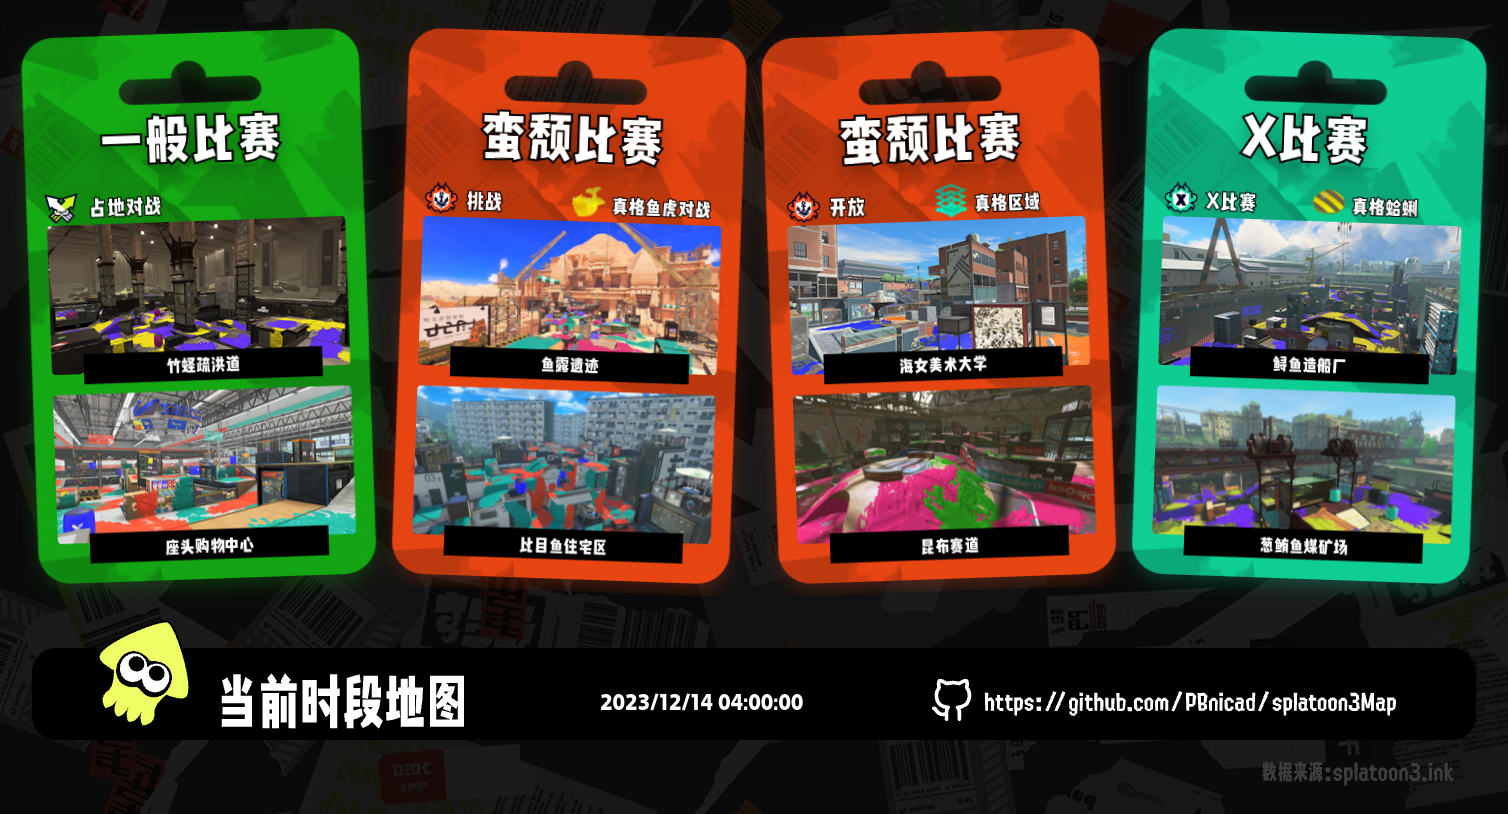 一般比赛
占地对战
竹蛏疏洪道
座头购物中心
蛮颓比赛
挑战
真格鱼虎对战
鱼露遗迹
比目鱼住宅区
蛮颓比赛
开放
真格区域
海女美术大学
昆布赛道
X比赛
X比赛
真格蛤蜊
鲟鱼造船厂
葱鲔鱼煤矿场
当前时段地图
2023/12/14 04:00:00
https://github.com/PBnicad/splatoon3Map
数据来源:splatoon3.ink